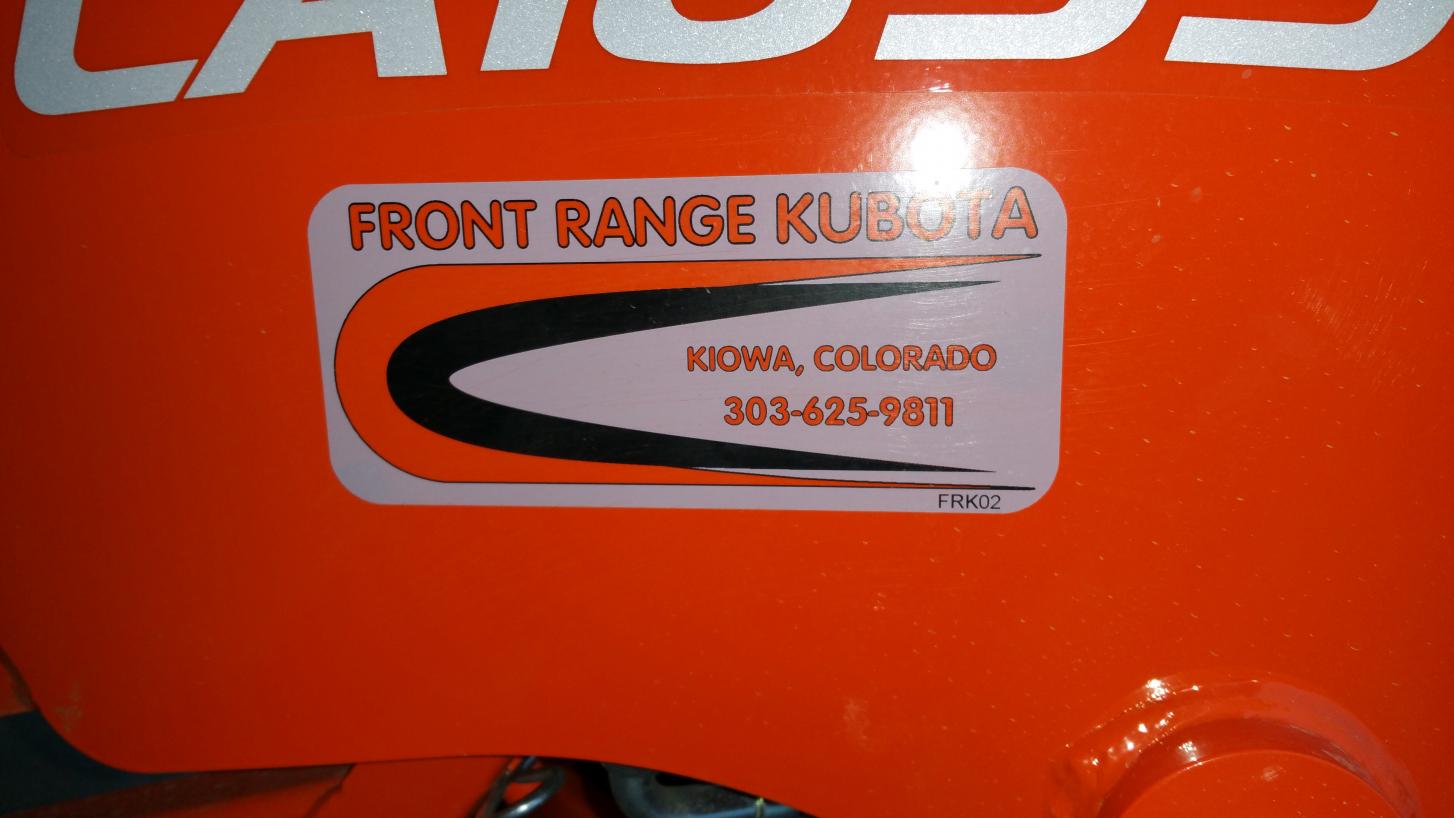 FRONT RANGE KUBOTA
KIOWA, COLORADO
303-625-9811
FRK02